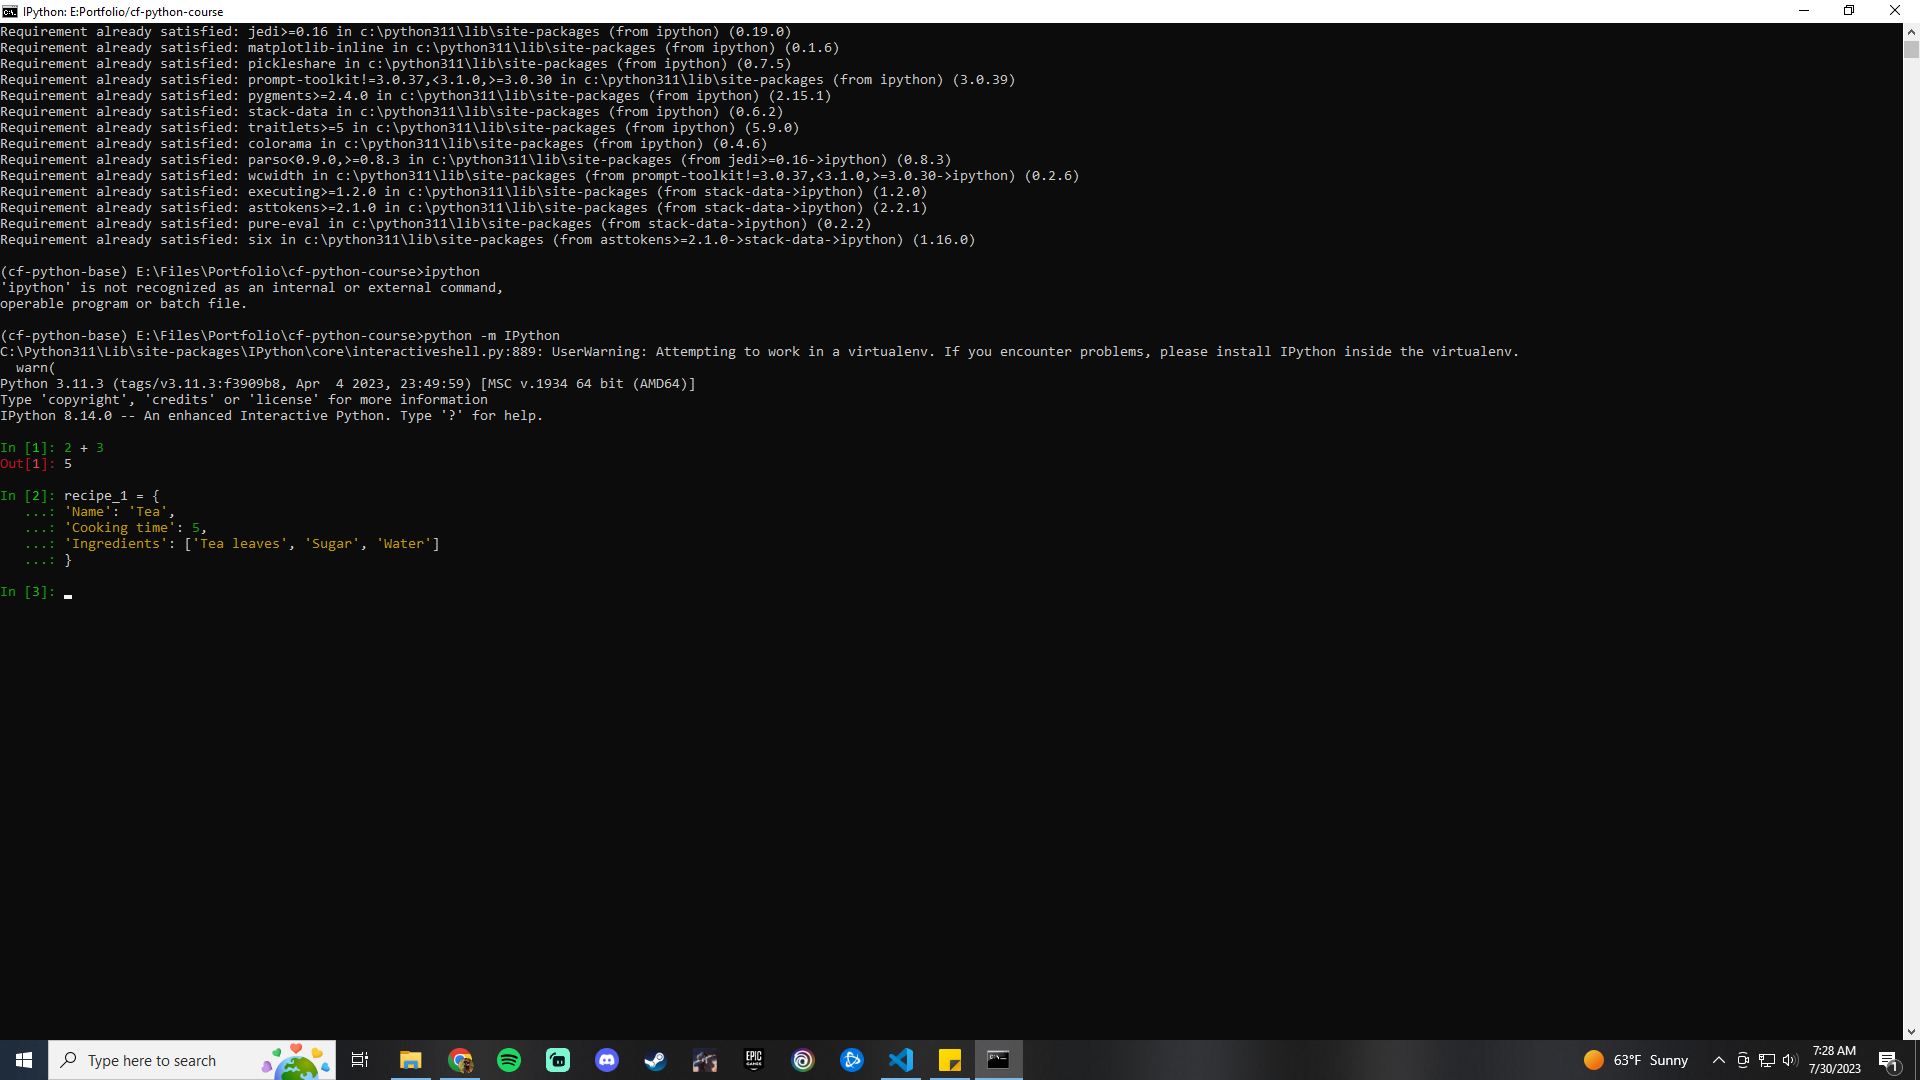 IPython: E:Portfolio/cf-python-course
Requirement already satisfied: jedi>=0.16 in c:\python311\lib\site-packages (from ipython) (0.19.0)
Requirement already satisfied: matplotlib-inline in c:\python311\lib\site-packages (from ipython) (0.1.6)
Requirement already satisfied: pickleshare in c:\python311\lib\site-packages (from ipython) (0.7.5)
Requirement already satisfied: prompt-toolkit!=3.0.37,<3.1.0,>=3.0.30 in c:\python311\lib\site-packages (from ipython) (3.0.39)
Requirement already satisfied: pygments>=2.4.0 in c:\python311\lib\site-packages (from ipython) (2.15.1)
Requirement already satisfied: stack-data in c:\python311\lib\site-packages (from ipython) (0.6.2)
Requirement already satisfied: traitlets>=5 in c:\python311\lib\site-packages (from ipython) (5.9.0)
Requirement already satisfied: colorama in c:\python311\lib\site-packages (from ipython) (0.4.6)
Requirement already satisfied: parso<0.9.0,>=0.8.3 in c:\python311\lib\site-packages (from jedi>=0.16->ipython) (0.8.3)
Requirement already satisfied: wcwidth in c:\python311\lib\site-packages (from prompt-toolkit!=3.0.37,<3.1.0,>=3.0.30->ipython) (0.2.6)
Requirement already satisfied: executing>=1.2.0 in c:\python311\lib\site-packages (from stack-data->ipython) (1.2.0)
Requirement already satisfied: asttokens>=2.1.0 in c:\python311\lib\site-packages (from stack-data->ipython) (2.2.1)
Requirement already satisfied: pure-eval in c:\python311\lib\site-packages (from stack-data->ipython) (0.2.2)
Requirement already satisfied: six in c:\python311\lib\site-packages (from asttokens>=2.1.0->stack-data->ipython) (1.16.0)
(cf-python-base) E:\Files\Portfolio\cf-python-course>ipython
'ipython' is not recognized as an internal or external command,
operable program or batch file.
(cf-python-base) E:\Files\Portfolio\cf-python-course>python -m IPython
C:\Python311\Lib\site-packages\IPython\core\interactiveshell.py:889: UserWarning: Attempting to work in a virtualenv. If you encounter problems, please install IPython inside the virtualenv.
  warn(
Python 3.11.3 (tags/v3.11.3:f3909b8, Apr  4 2023, 23:49:59) [MSC v.1934 64 bit (AMD64)]
Type 'copyright', 'credits' or 'license' for more information
IPython 8.14.0 -- An enhanced Interactive Python. Type '?' for help.
In [1]: 2 + 3
Out[1]: 5
In [2]: recipe_1 = {
   ...: 'Name': 'Tea',
   ...: 'Cooking time': 5,
   ...: 'Ingredients': ['Tea leaves', 'Sugar', 'Water']
   ...: }
In [3]:
Type here to search
EPIC GAMES
63°F Sunny
7:28 AM
7/30/2023
1